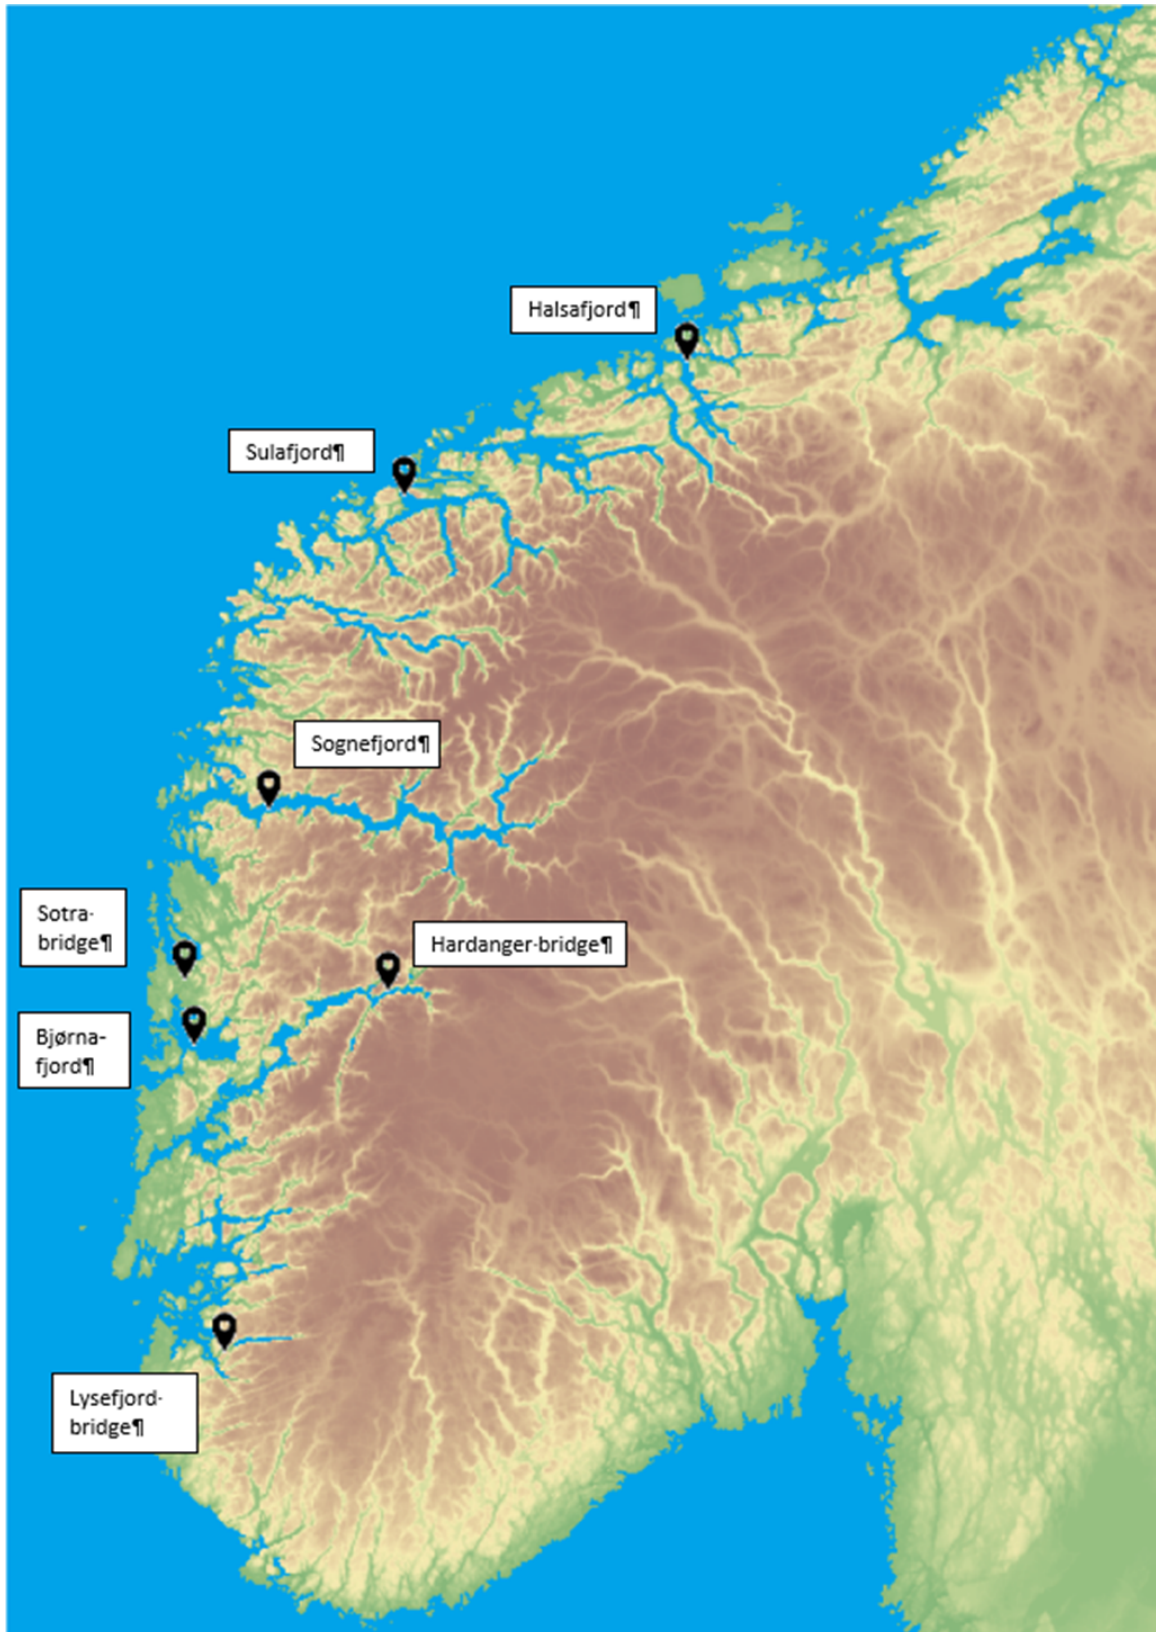 Halsafjord¶
Sulafjord¶
Sognefjord¶
Sotra-
bridge¶
Hardanger·bridge¶
Bjørna-
fjord¶
Lysefjord-
bridge¶